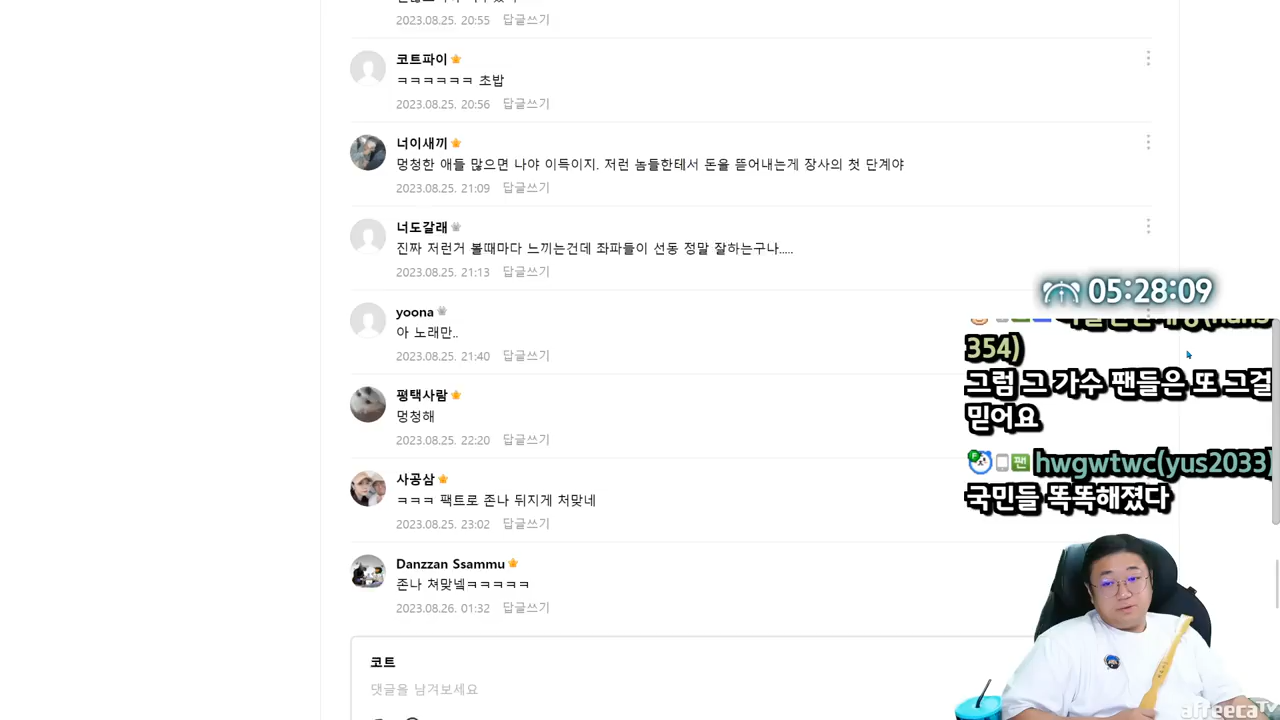 2023.08.25. 20:55 답글쓰기
코트파이
ㅋㅋㅋㅋㅋㅋ 초밥
2023.08.25. 20:56 답글쓰기
너이새끼
멍청한 애들 많으면 나야 이득이지. 저런 놈들한테서 돈을 뜯어내는게 장사의 첫 단계야
2023.08.25. 21:09 답글쓰기
너도갈래
진짜 저런거 볼때마다 느끼는건데 좌파들이 선동 정말 잘하는구나.....
2023.08.25. 21:13 답글쓰기
yoona
아 노래만..
2023.08.25. 21:40 답글쓰기
평택사람
멍청해
2023.08.25. 22:20 답글쓰기
사공삼
ㅋㅋㅋ 팩트로 존나 뒤지게 처맞네
2023.08.25. 23:02 답글쓰기
Danzzan Ssammu
존나 쳐맞넼ㅋㅋㅋㅋㅋ
2023.08.26. 01:32 답글쓰기
코트
댓글을 남겨보세요
05:28:09
354)
그럼 그 가수 팬들은 또 그걸
믿어요
F 팬 hwgwtwc(yus2033)
국민들 똑똑해졌다
afreecaTV